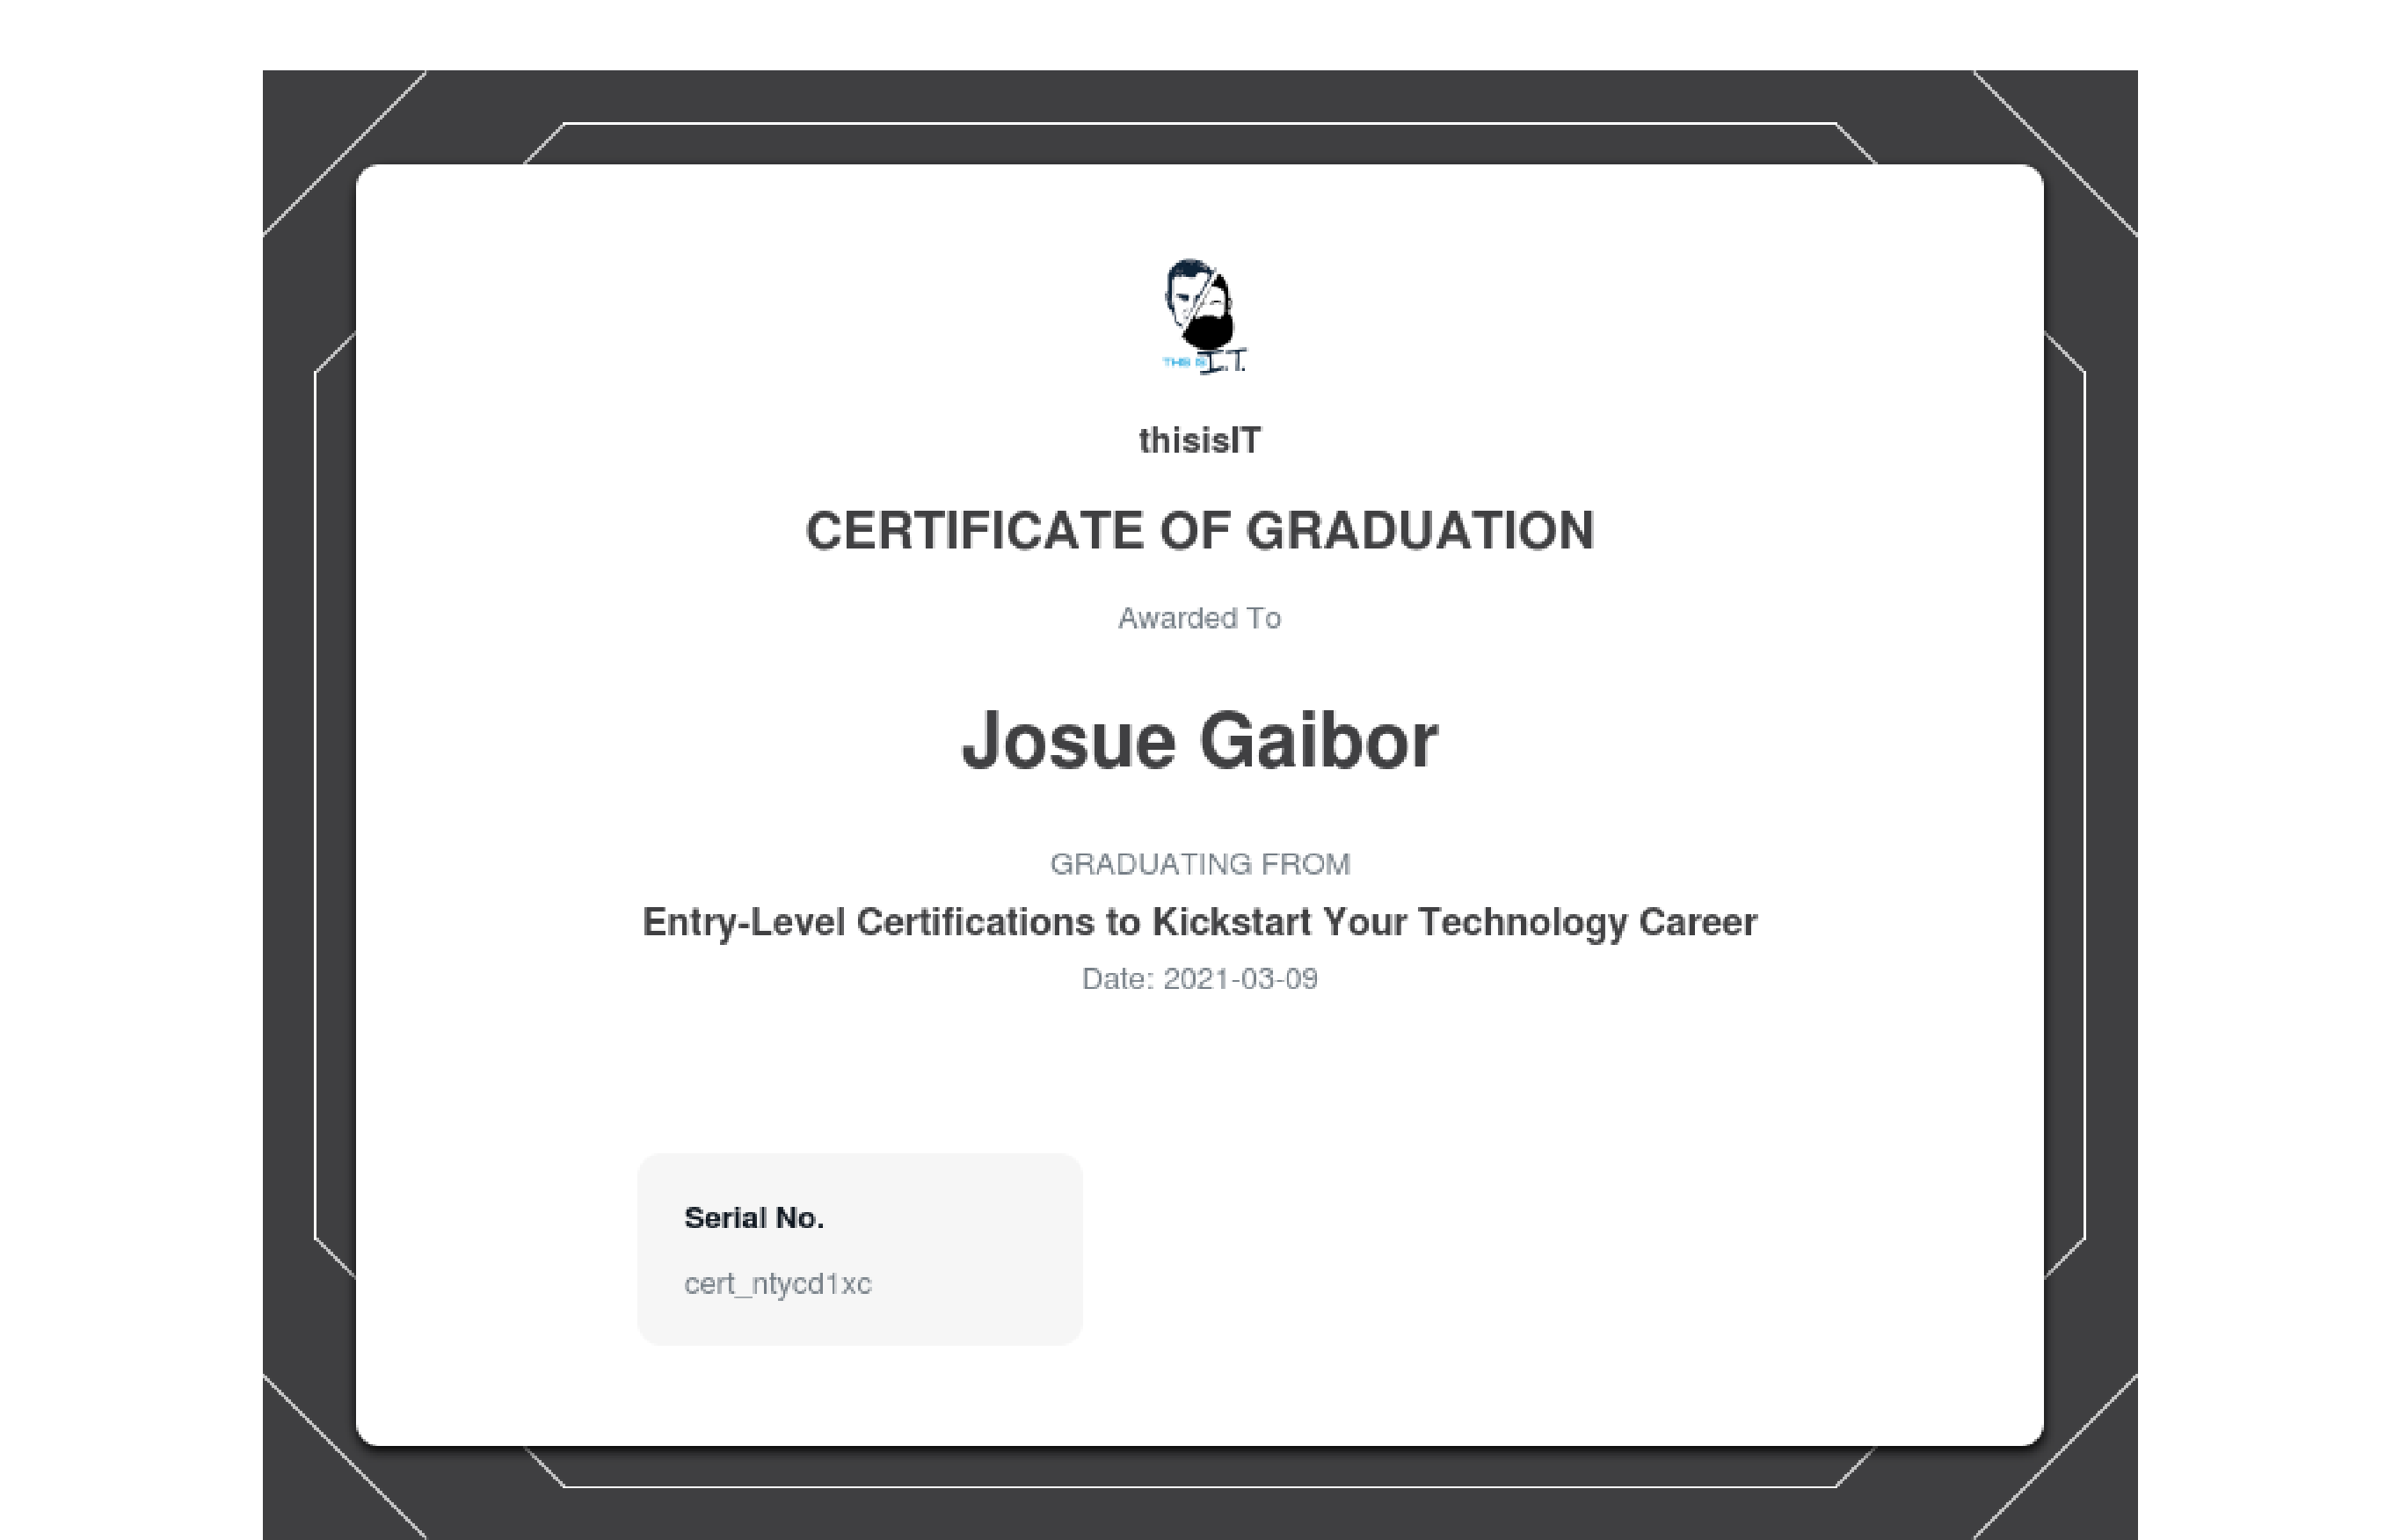 THIS IS I.T.
thisisIT
CERTIFICATE OF GRADUATION
Awarded To
Josue Gaibor
GRADUATING FROM
Entry-Level Certifications to Kickstart Your Technology Career
Date: 2021-03-09
Serial No.
cert_ntycd1xc